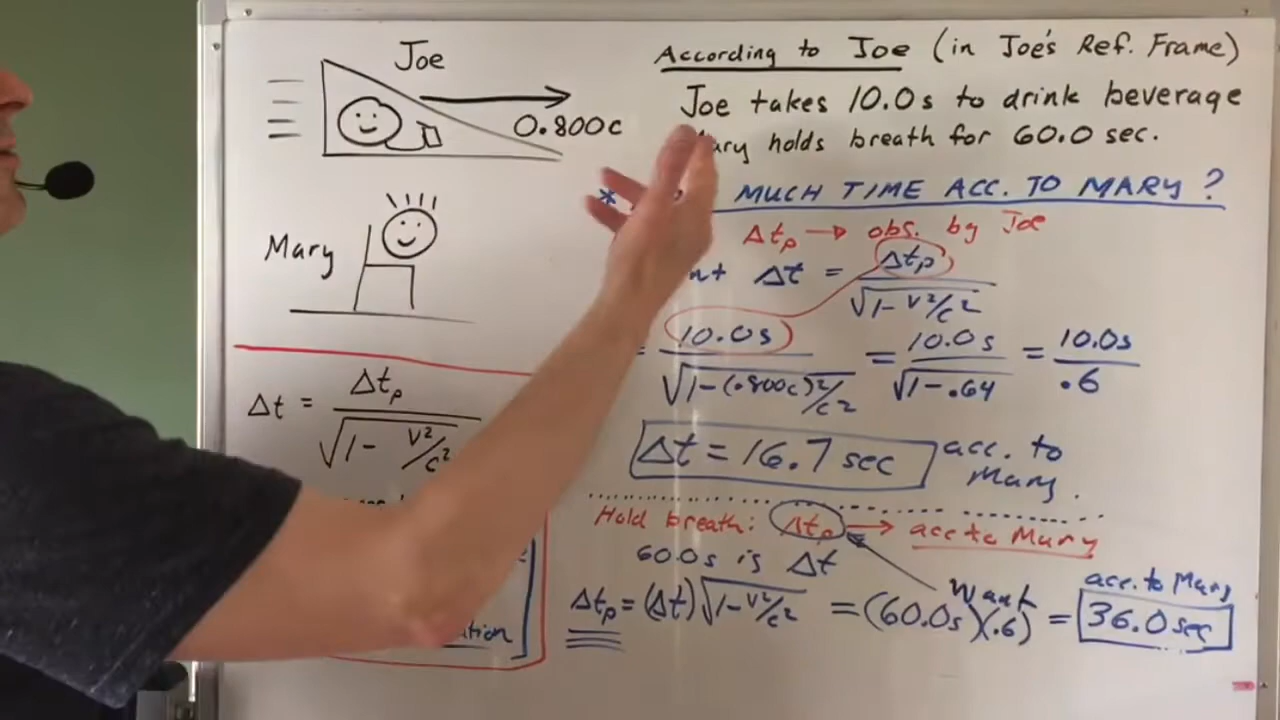 Joe
0.800c
Mary
Δt = Δtₚ / √(1 - v²/c²)
According to Joe (in Joe's Ref. Frame)
Joe takes 10.0s to drink beverage
holds breath for 60.0 sec.
* MUCH TIME ACC. TO MARY?
Δtₚ → obs. by Joe
Δt = Δtₚ / √(1 - v²/c²)
= 10.0s / √(1-(.800c)²/c²) = 10.0s / √(1-.64) = 10.0s / .6
Δt = 16.7 sec acc. to Mary.
Hold breath: Δtₚ → acc to Mary
60.0s is Δt
Want
acc. to Mary
Δtₚ = (Δt)√(1-v²/c²) = (60.0s)(.6) = 36.0 sec